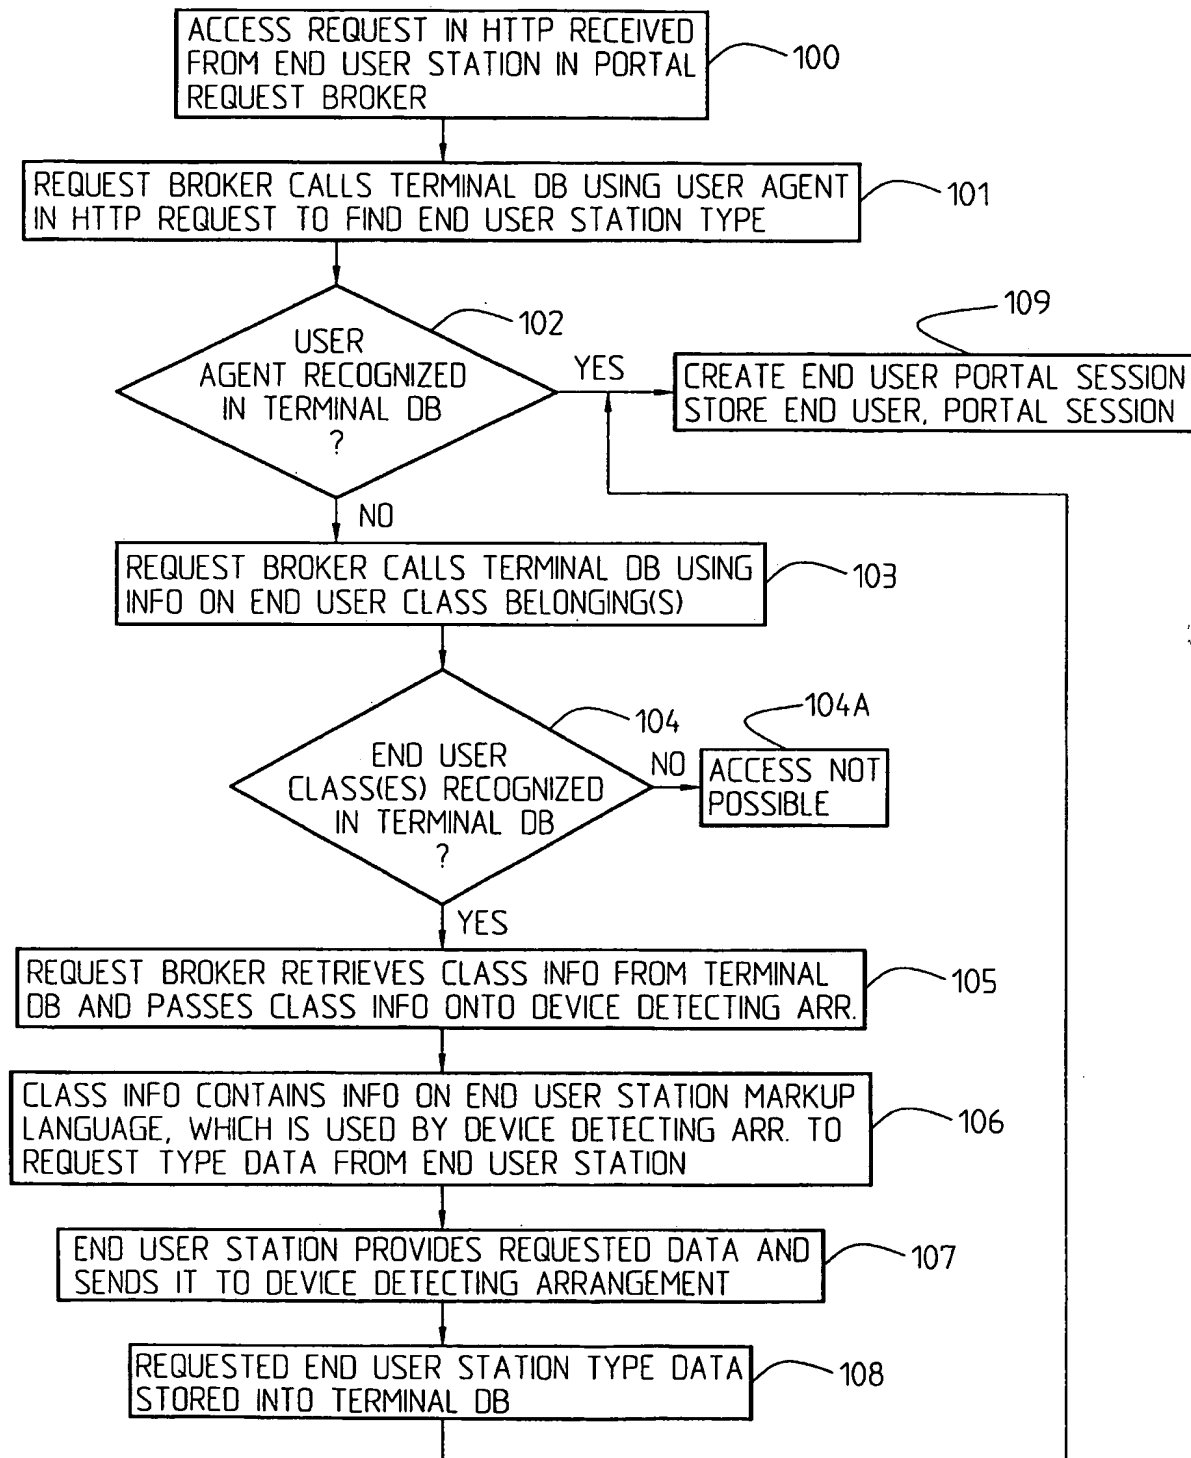 ACCESS REQUEST IN HTTP RECEIVED
FROM END USER STATION IN PORTAL
REQUEST BROKER
100
REQUEST BROKER CALLS TERMINAL DB USING USER AGENT
IN HTTP REQUEST TO FIND END USER STATION TYPE
101
USER
AGENT RECOGNIZED
IN TERMINAL DB
?
102
YES
109
CREATE END USER PORTAL SESSION
STORE END USER, PORTAL SESSION
NO
REQUEST BROKER CALLS TERMINAL DB USING
INFO ON END USER CLASS BELONGING(S)
103
END USER
CLASS(ES) RECOGNIZED
IN TERMINAL DB
?
104
NO
104A
ACCESS NOT
POSSIBLE
YES
REQUEST BROKER RETRIEVES CLASS INFO FROM TERMINAL
DB AND PASSES CLASS INFO ONTO DEVICE DETECTING ARR.
105
CLASS INFO CONTAINS INFO ON END USER STATION MARKUP
LANGUAGE, WHICH IS USED BY DEVICE DETECTING ARR. TO
REQUEST TYPE DATA FROM END USER STATION
106
END USER STATION PROVIDES REQUESTED DATA AND
SENDS IT TO DEVICE DETECTING ARRANGEMENT
107
REQUESTED END USER STATION TYPE DATA
STORED INTO TERMINAL DB
108